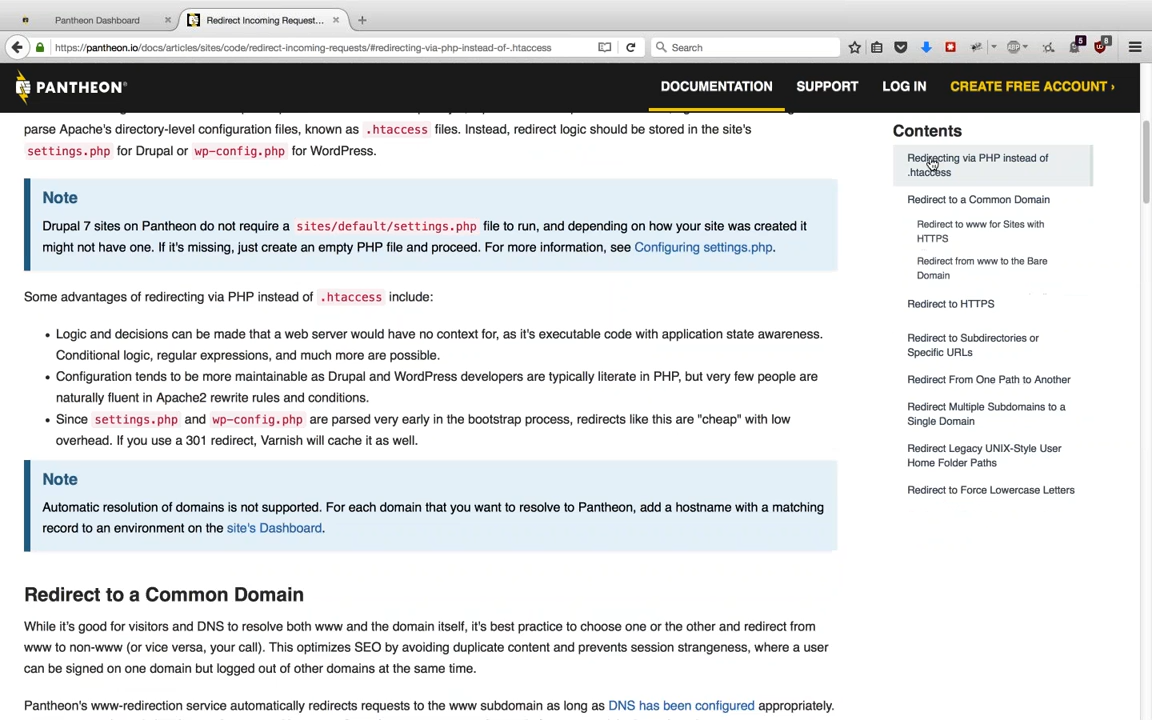 Pantheon Dashboard
Redirect Incoming Request...
https://pantheon.io/docs/articles/sites/code/redirect-incoming-requests/#redirecting-via-php-instead-of-.htaccess
Search
ABP
5
8
PANTHEON®
DOCUMENTATION
SUPPORT
LOG IN
CREATE FREE ACCOUNT ›
parse Apache's directory-level configuration files, known as .htaccess files. Instead, redirect logic should be stored in the site's
settings.php for Drupal or wp-config.php for WordPress.
Note
Drupal 7 sites on Pantheon do not require a sites/default/settings.php file to run, and depending on how your site was created it
might not have one. If it's missing, just create an empty PHP file and proceed. For more information, see Configuring settings.php.
Some advantages of redirecting via PHP instead of .htaccess include:
• Logic and decisions can be made that a web server would have no context for, as it's executable code with application state awareness.
Conditional logic, regular expressions, and much more are possible.
• Configuration tends to be more maintainable as Drupal and WordPress developers are typically literate in PHP, but very few people are
naturally fluent in Apache2 rewrite rules and conditions.
• Since settings.php and wp-config.php are parsed very early in the bootstrap process, redirects like this are "cheap" with low
overhead. If you use a 301 redirect, Varnish will cache it as well.
Note
Automatic resolution of domains is not supported. For each domain that you want to resolve to Pantheon, add a hostname with a matching
record to an environment on the site's Dashboard.
Redirect to a Common Domain
While it's good for visitors and DNS to resolve both www and the domain itself, it's best practice to choose one or the other and redirect from
www to non-www (or vice versa, your call). This optimizes SEO by avoiding duplicate content and prevents session strangeness, where a user
can be signed on one domain but logged out of other domains at the same time.
Pantheon's www-redirection service automatically redirects requests to the www subdomain as long as DNS has been configured appropriately.
Contents
Redirecting via PHP instead of
.htaccess
Redirect to a Common Domain
Redirect to www for Sites with
HTTPS
Redirect from www to the Bare
Domain
Redirect to HTTPS
Redirect to Subdirectories or
Specific URLs
Redirect From One Path to Another
Redirect Multiple Subdomains to a
Single Domain
Redirect Legacy UNIX-Style User
Home Folder Paths
Redirect to Force Lowercase Letters